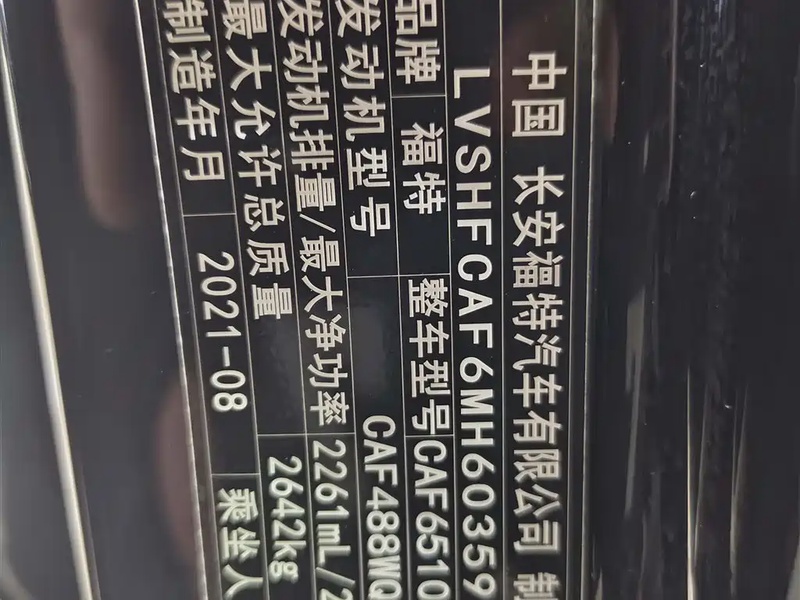 中国 长安福特汽车有限公司 制
LVSHFCAF6MH60359
品牌 福特 整车型号 CAF6510
发动机型号 CAF488WQ
发动机排量/最大净功率 2261mL/2
最大允许总质量 2642kg
制造年月 2021-08 乘坐人